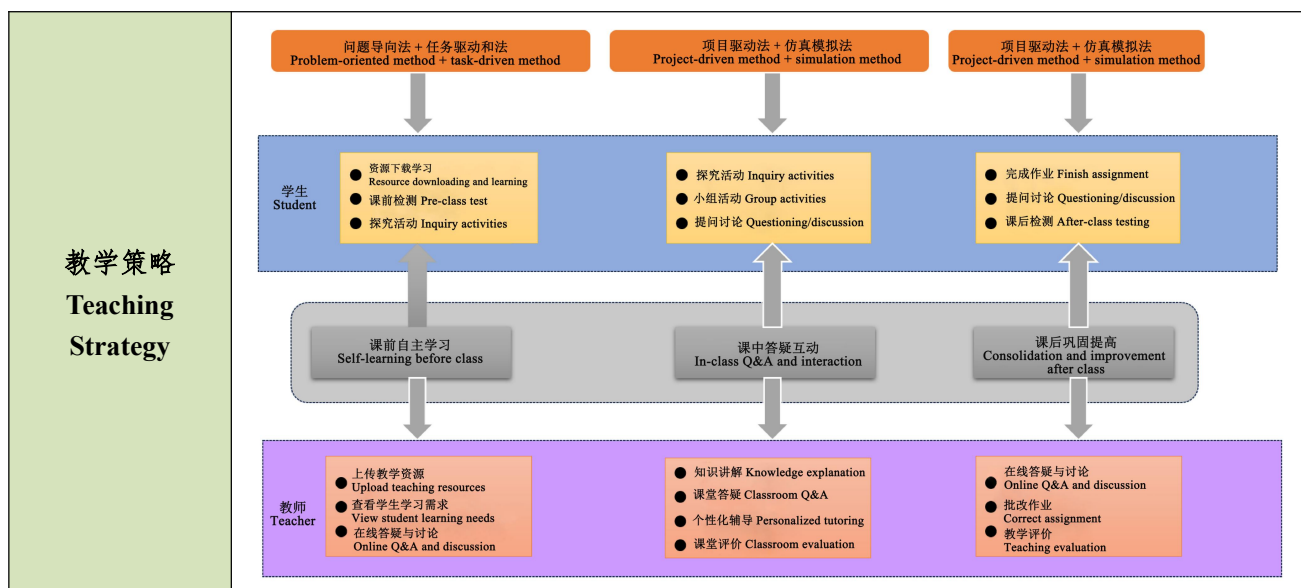 教学策略
Teaching
Strategy
问题导向法 + 任务驱动和法
Problem-oriented method + task-driven method
项目驱动法 + 仿真模拟法
Project-driven method + simulation method
项目驱动法 + 仿真模拟法
Project-driven method + simulation method
学生
Student
资源下载学习
Resource downloading and learning
课前检测 Pre-class test
探究活动 Inquiry activities
探究活动 Inquiry activities
小组活动 Group activities
提问讨论 Questioning/discussion
完成作业 Finish assignment
提问讨论 Questioning/discussion
课后检测 After-class testing
课前自主学习
Self-learning before class
课中答疑互动
In-class Q&A and interaction
课后巩固提高
Consolidation and improvement
after class
教师
Teacher
上传教学资源
Upload teaching resources
查看学生学习需求
View student learning needs
在线答疑与讨论
Online Q&A and discussion
知识讲解 Knowledge explanation
课堂答疑 Classroom Q&A
个性化辅导 Personalized tutoring
课堂评价 Classroom evaluation
在线答疑与讨论
Online Q&A and discussion
批改作业
Correct assignment
教学评价
Teaching evaluation